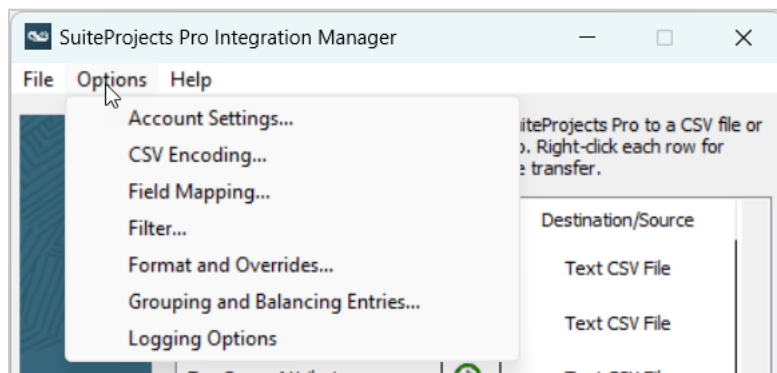 SuiteProjects Pro Integration Manager
File Options Help
Account Settings...
CSV Encoding...
Field Mapping...
Filter...
Format and Overrides...
Grouping and Balancing Entries...
Logging Options
iteProjects Pro to a CSV file or
. Right-click each row for
transfer.
Destination/Source
Text CSV File
Text CSV File